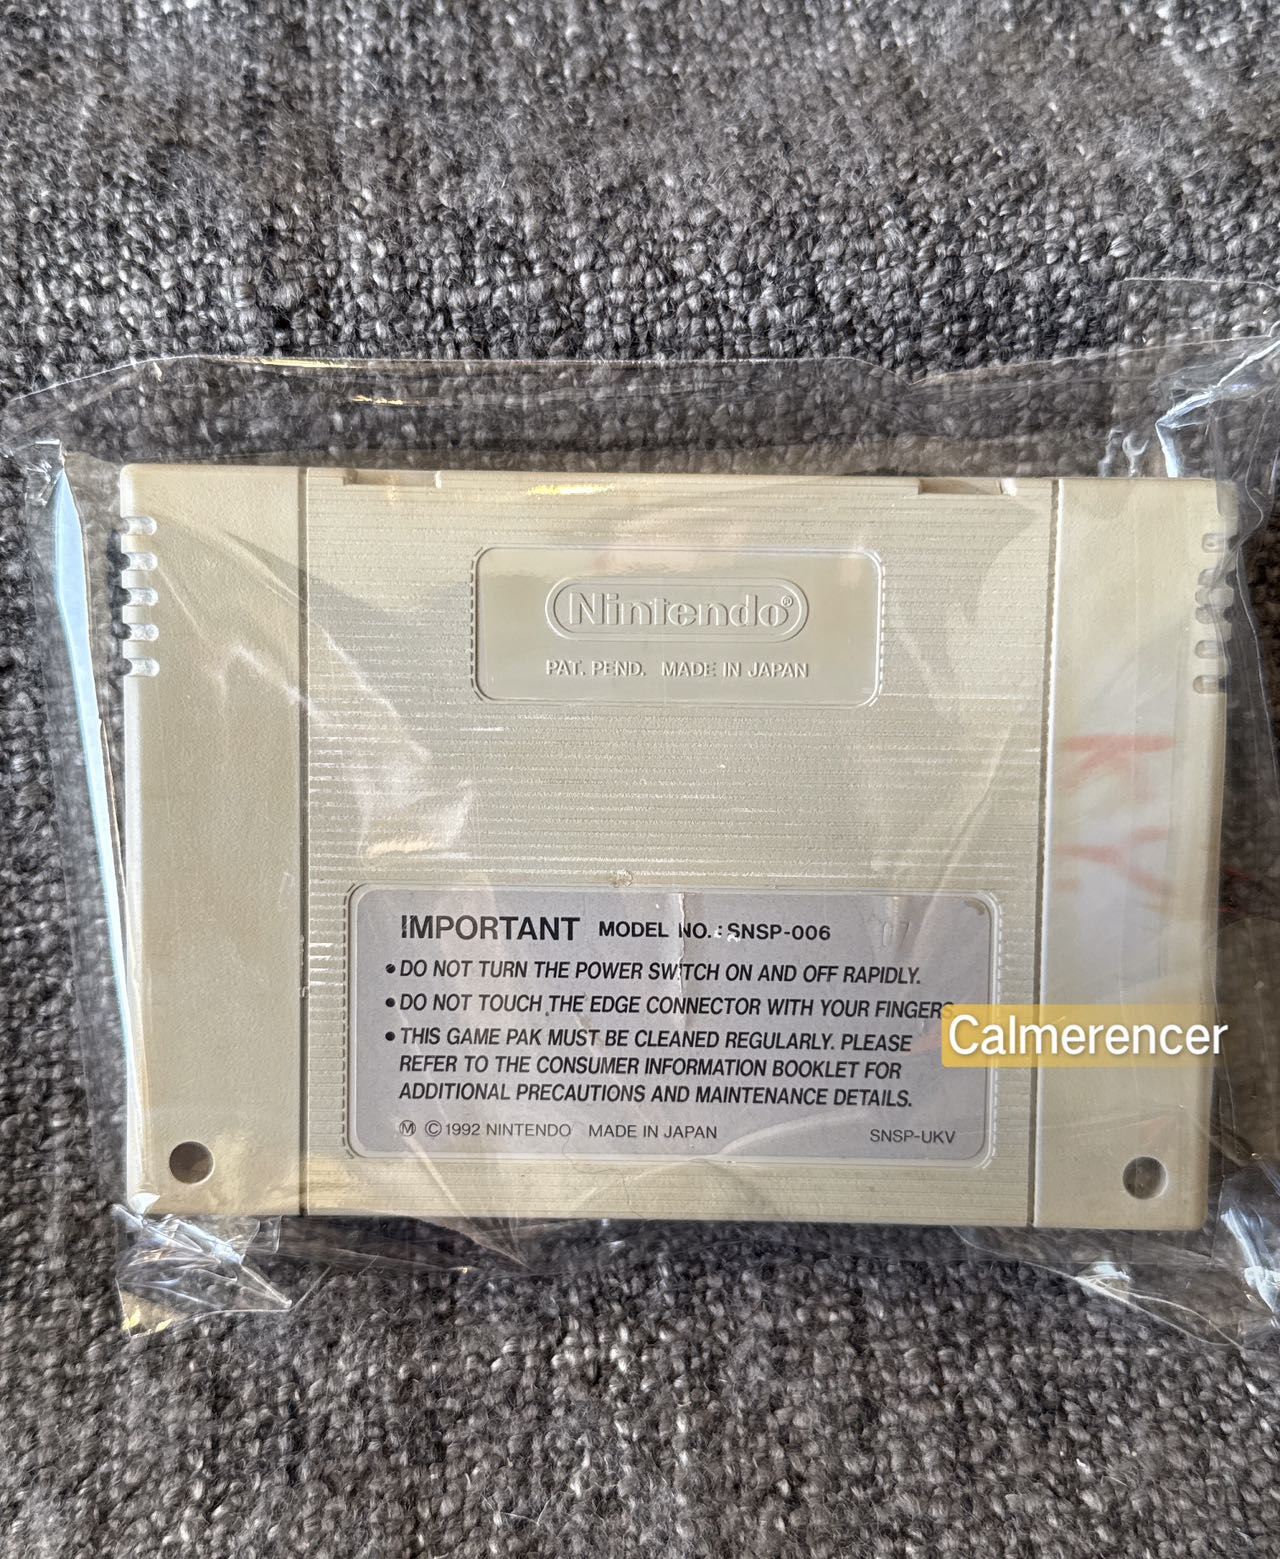 Nintendo®
PAT. PEND. MADE IN JAPAN
IMPORTANT MODEL NO.: SNSP-006
07
• DO NOT TURN THE POWER SWITCH ON AND OFF RAPIDLY.
• DO NOT TOUCH THE EDGE CONNECTOR WITH YOUR FINGERS
• THIS GAME PAK MUST BE CLEANED REGULARLY. PLEASE
REFER TO THE CONSUMER INFORMATION BOOKLET FOR
ADDITIONAL PRECAUTIONS AND MAINTENANCE DETAILS.
Ⓜ © 1992 NINTENDO MADE IN JAPAN SNSP-UKV
Calmerencer